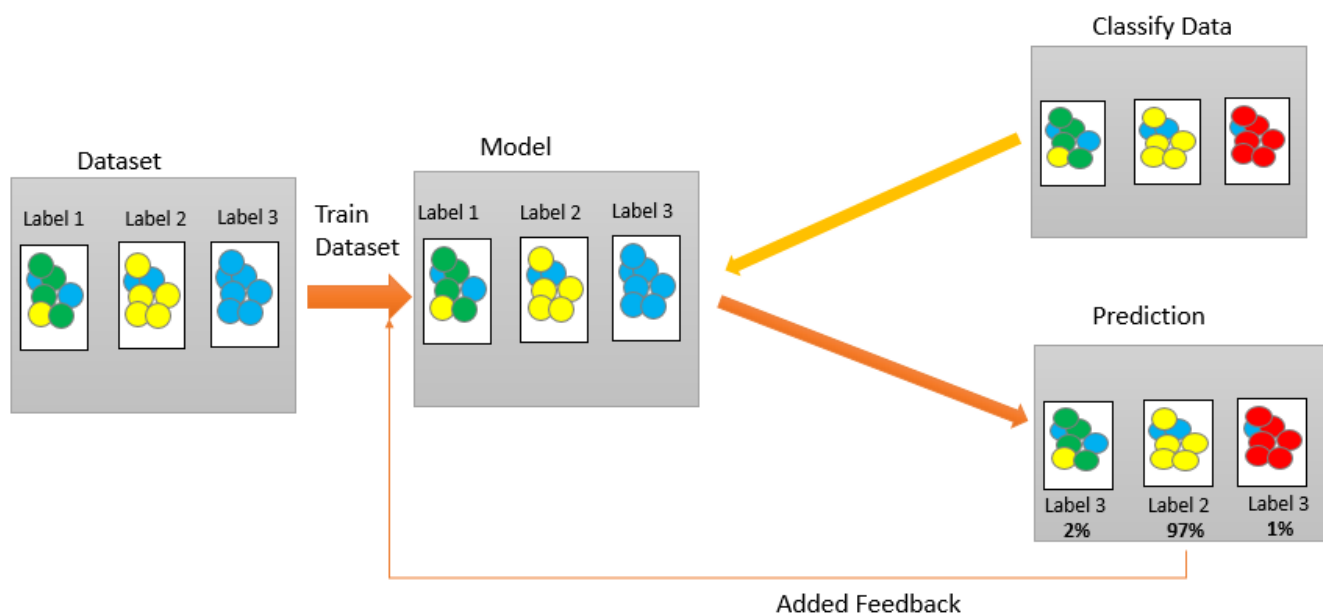 Classify Data
Dataset
Label 1 Label 2 Label 3
Train
Dataset
Model
Label 1 Label 2 Label 3
Prediction
Label 3 Label 2 Label 3
2% 97% 1%
Added Feedback